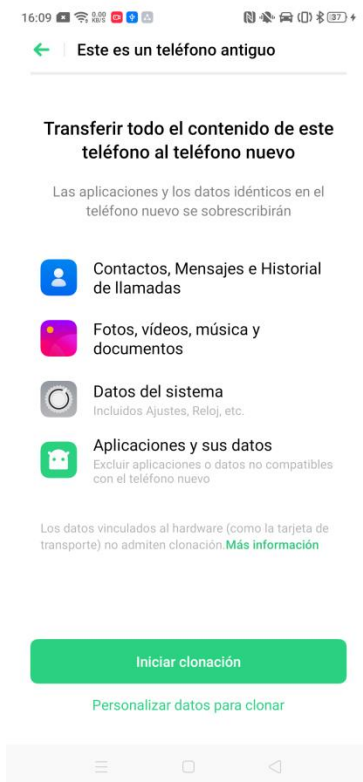 16:09
0.99 KB/S
37
Este es un teléfono antiguo
Transferir todo el contenido de este
teléfono al teléfono nuevo
Las aplicaciones y los datos idénticos en el
teléfono nuevo se sobrescribirán
Contactos, Mensajes e Historial
de llamadas
Fotos, vídeos, música y
documentos
Datos del sistema
Incluidos Ajustes, Reloj, etc.
Aplicaciones y sus datos
Excluir aplicaciones o datos no compatibles
con el teléfono nuevo
Los datos vinculados al hardware (como la tarjeta de
transporte) no admiten clonación.Más información
Iniciar clonación
Personalizar datos para clonar